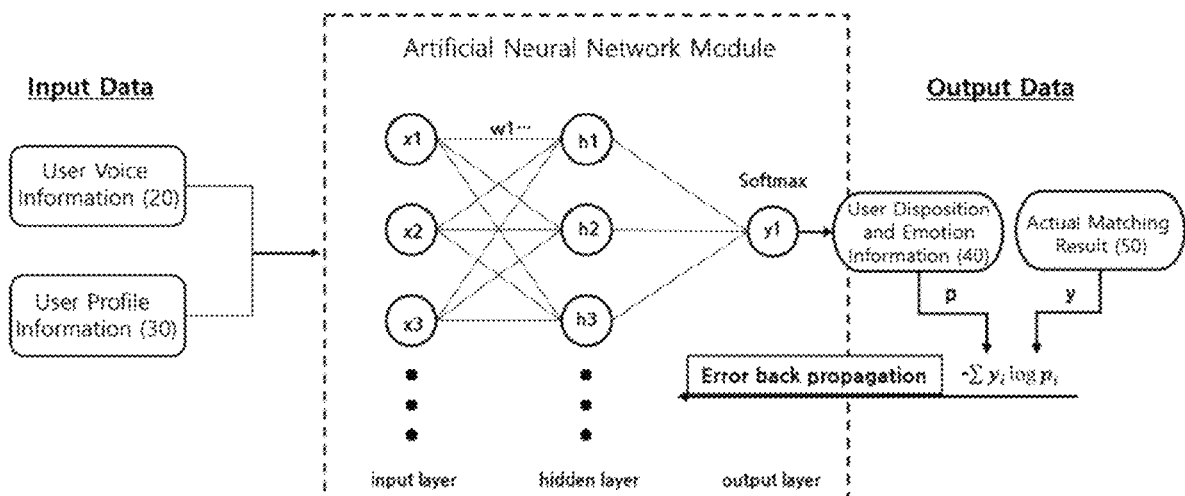 Artificial Neural Network Module
Input Data
Output Data
User Voice
Information (20)
User Profile
Information (30)
x1
w1···
h1
x2
h2
x3
h3
Softmax
y1
User Disposition
and Emotion
Information (40)
Actual Matching
Result (50)
p
y
Error back propagation
-∑ yᵢ log pᵢ
input layer
hidden layer
output layer